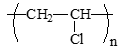 ( CH₂ – CH )n
Cl